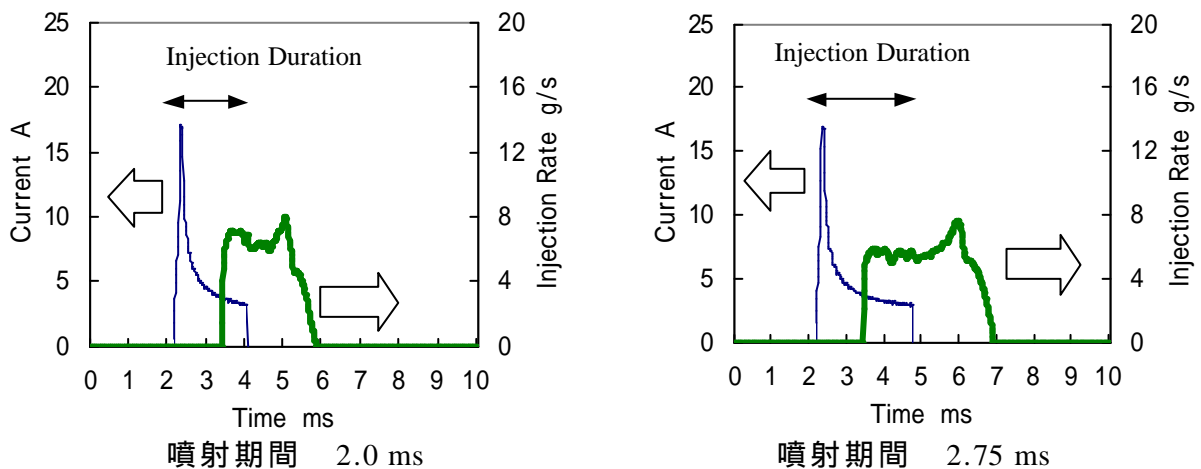 25
20
15
10
5
0
Current A
Injection Duration
20
16
12
8
4
0
Injection Rate g/s
0 1 2 3 4 5 6 7 8 9 10
Time ms
噴射期間 2.0 ms
25
20
15
10
5
0
Current A
Injection Duration
20
16
12
8
4
0
Injection Rate g/s
0 1 2 3 4 5 6 7 8 9 10
Time ms
噴射期間 2.75 ms